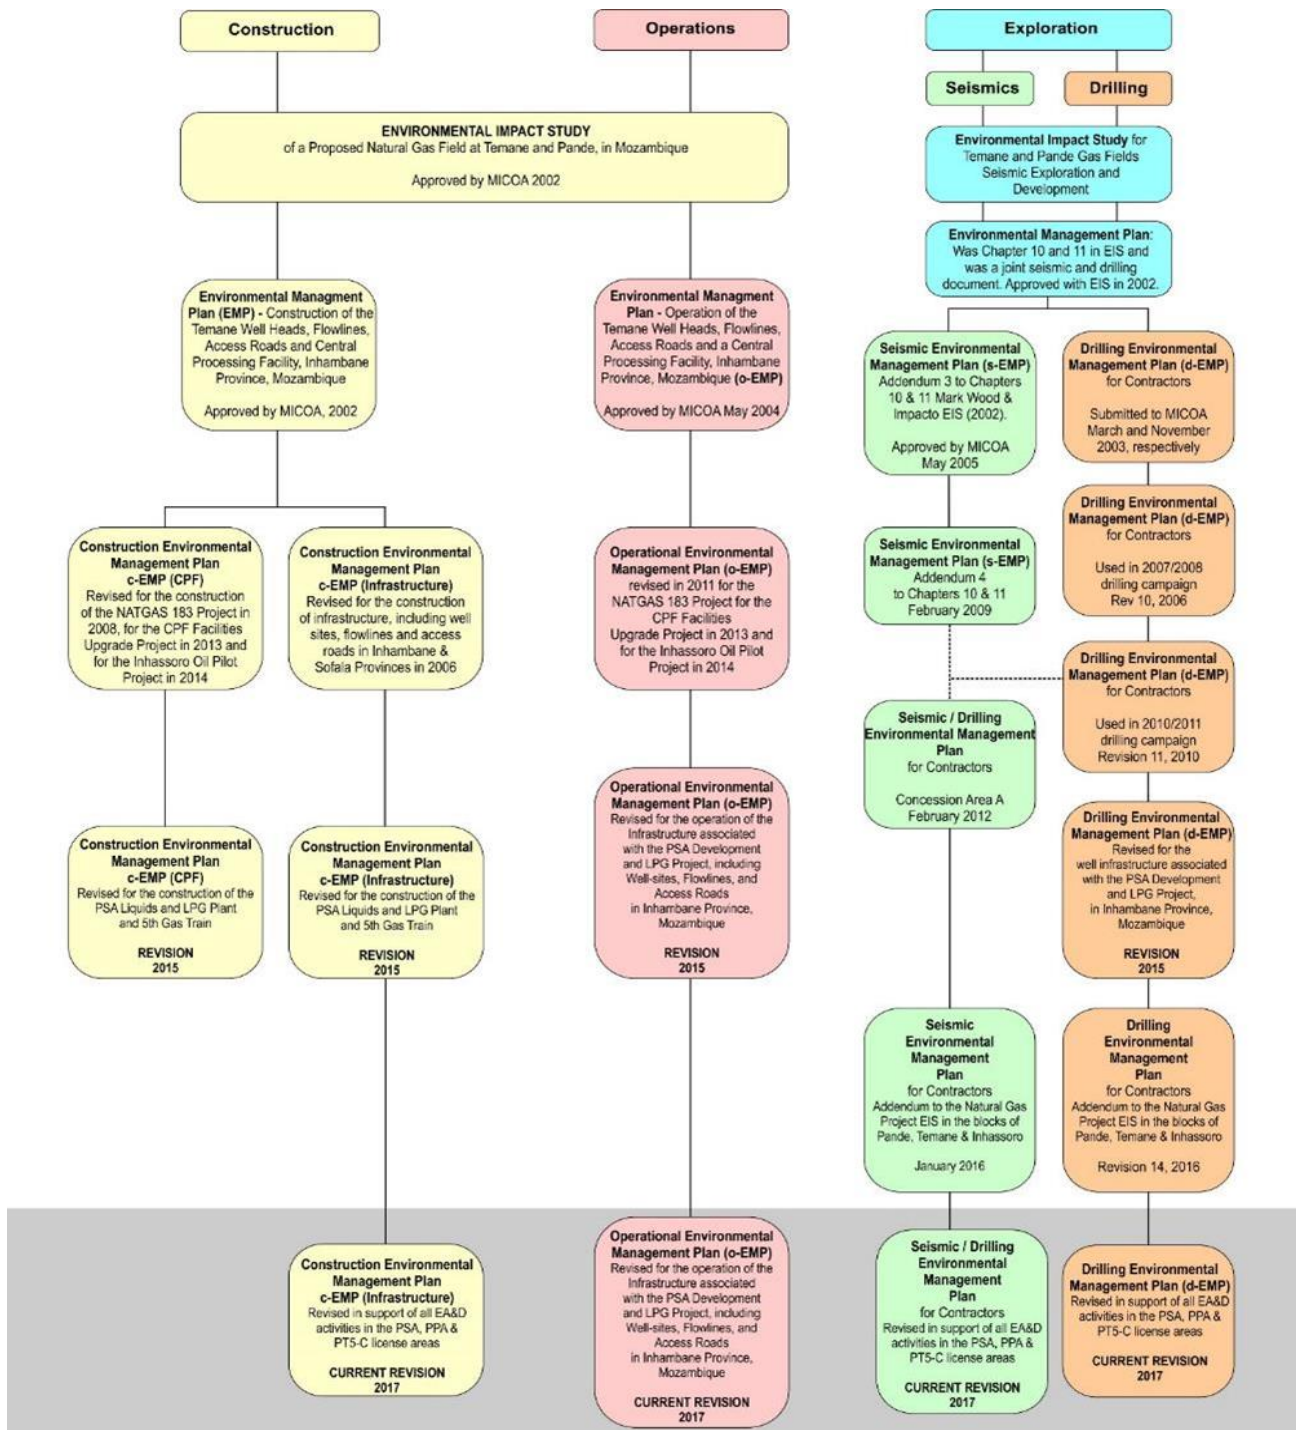 Construction
Operations
Exploration
Seismics
Drilling
ENVIRONMENTAL IMPACT STUDY
of a Proposed Natural Gas Field at Temane and Pande, in Mozambique
Approved by MICOA 2002
Environmental Impact Study for
Temane and Pande Gas Fields
Seismic Exploration and
Development
Environmental Management Plan:
Was Chapter 10 and 11 in EIS and
was a joint seismic and drilling
document. Approved with EIS in 2002.
Environmental Managment
Plan (EMP) - Construction of the
Temane Well Heads, Flowlines,
Access Roads and Central
Processing Facility, Inhambane
Province, Mozambique
Approved by MICOA, 2002
Environmental Managment
Plan - Operation of the
Temane Well Heads, Flowlines,
Access Roads and a Central
Processing Facility, Inhambane
Province, Mozambique (o-EMP)
Approved by MICOA May 2004
Seismic Environmental
Management Plan (s-EMP)
Addendum 3 to Chapters
10 & 11 Mark Wood &
Impacto EIS (2002).
Approved by MICOA
May 2005
Drilling Environmental
Management Plan (d-EMP)
for Contractors
Submitted to MICOA
March and November
2003, respectively
Construction Environmental
Management Plan
c-EMP (CPF)
Revised for the construction
of the NATGAS 183 Project in
2008, for the CPF Facilities
Upgrade Project in 2013 and
for the Inhassoro Oil Pilot
Project in 2014
Construction Environmental
Management Plan
c-EMP (Infrastructure)
Revised for the construction
of infrastructure, including well
sites, flowlines and access
roads in Inhambane &
Sofala Provinces in 2006
Operational Environmental
Management Plan (o-EMP)
revised in 2011 for the
NATGAS 183 Project for the
CPF Facilities
Upgrade Project in 2013 and
for the Inhassoro Oil Pilot
Project in 2014
Seismic Environmental
Management Plan (s-EMP)
Addendum 4
to Chapters 10 & 11
February 2009
Drilling Environmental
Management Plan (d-EMP)
for Contractors
Used in 2007/2008
drilling campaign
Rev 10, 2006
Drilling Environmental
Management Plan (d-EMP)
for Contractors
Used in 2010/2011
drilling campaign
Revision 11, 2010
Seismic / Drilling
Environmental Management
Plan
for Contractors
Concession Area A
February 2012
Construction Environmental
Management Plan
c-EMP (CPF)
Revised for the construction of the
PSA Liquids and LPG Plant
and 5th Gas Train
REVISION
2015
Construction Environmental
Management Plan
c-EMP (Infrastructure)
Revised for the construction of the
PSA Liquids and LPG Plant
and 5th Gas Train
REVISION
2015
Operational Environmental
Management Plan (o-EMP)
Revised for the operation of the
Infrastructure associated
with the PSA Development
and LPG Project, including
Well-sites, Flowlines, and
Access Roads
in Inhambane Province,
Mozambique
REVISION
2015
Drilling Environmental
Management Plan (d-EMP)
Revised for the
well infrastructure associated
with the PSA Development
and LPG Project,
in Inhambane Province,
Mozambique
REVISION
2015
Seismic
Environmental
Management
Plan
for Contractors
Addendum to the Natural Gas
Project EIS in the blocks of
Pande, Temane & Inhassoro
January 2016
Drilling
Environmental
Management
Plan
for Contractors
Addendum to the Natural Gas
Project EIS in the blocks of
Pande, Temane & Inhassoro
Revision 14, 2016
Construction Environmental
Management Plan
c-EMP (Infrastructure)
Revised in support of all EA&D
activities in the PSA, PPA &
PT5-C license areas
CURRENT REVISION
2017
Operational Environmental
Management Plan (o-EMP)
Revised for the operation of the
Infrastructure associated
with the PSA Development
and LPG Project, including
Well-sites, Flowlines, and
Access Roads
in Inhambane Province,
Mozambique
CURRENT REVISION
2017
Seismic / Drilling
Environmental
Management
Plan
for Contractors
Revised in support of all EA&D
activities in the PSA, PPA &
PT5-C license areas
CURRENT REVISION
2017
Drilling Environmental
Management Plan (d-EMP)
Revised in support of all EA&D
activities in the PSA, PPA &
PT5-C license areas
CURRENT REVISION
2017